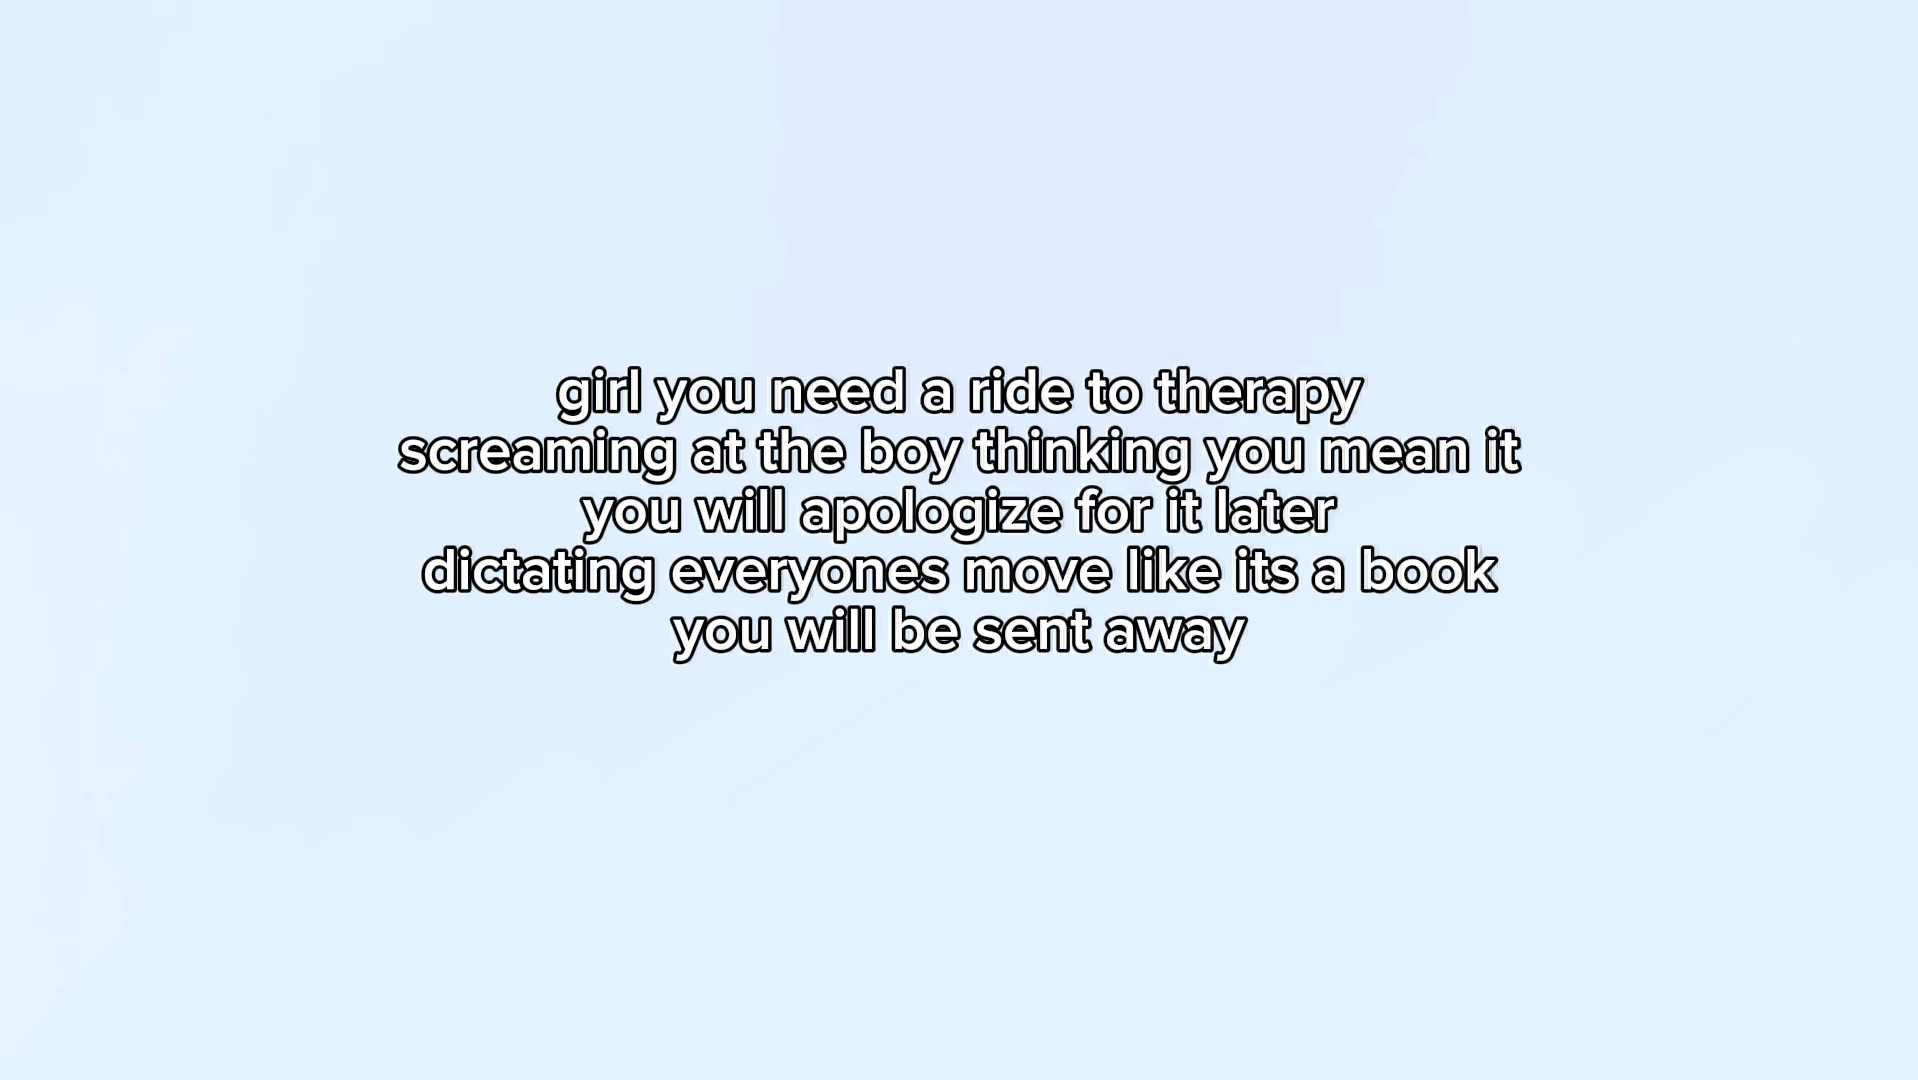 girl you need a ride to therapy
screaming at the boy thinking you mean it
you will apologize for it later
dictating everyones move like its a book
you will be sent away